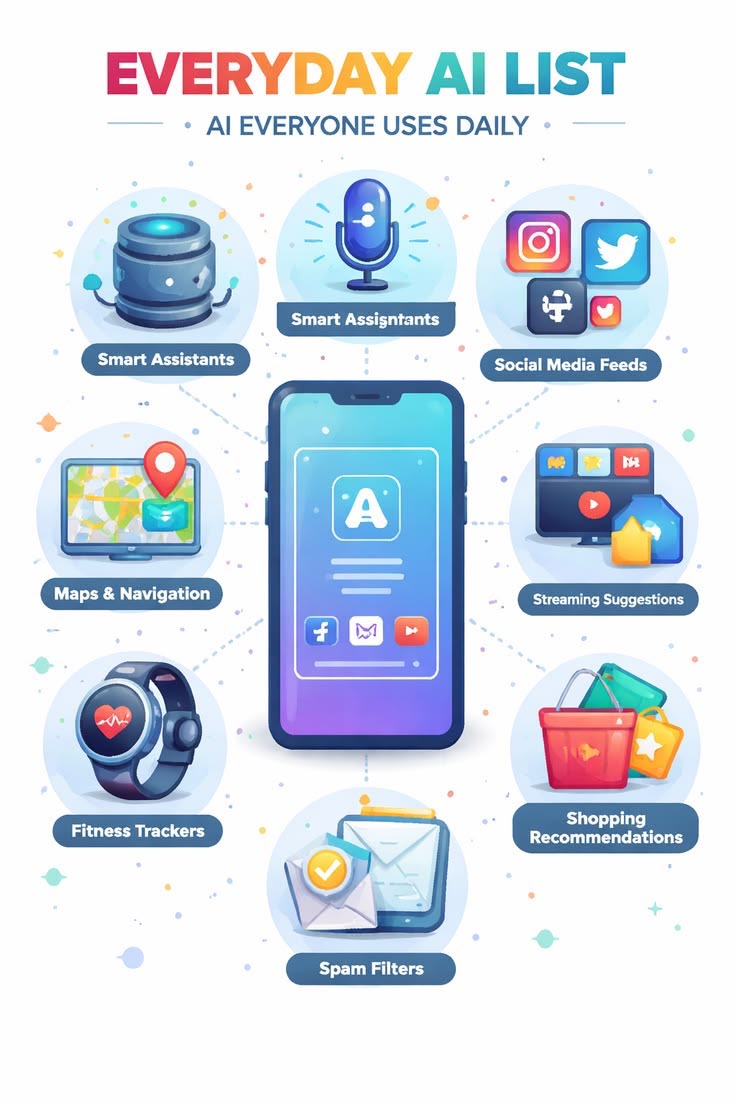 EVERYDAY AI LIST
AI EVERYONE USES DAILY
Smart Assistants
Smart Assigntants
Social Media Feeds
A
Maps & Navigation
Streaming Suggestions
Fitness Trackers
Shopping
Recommendations
Spam Filters